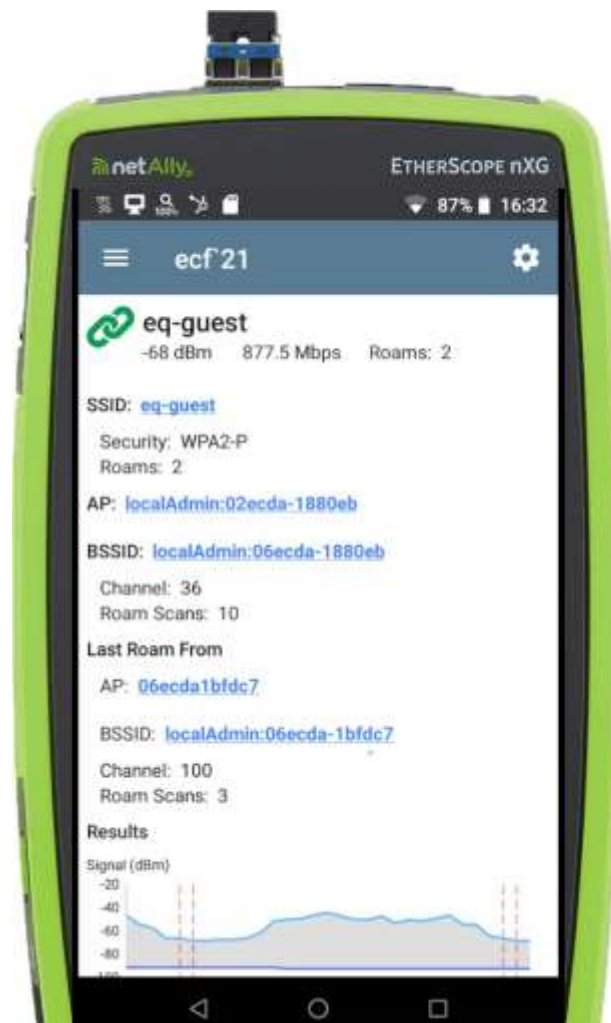 netAlly®
EtherScope nXG
100% 87% 16:32
ecf`21
eq-guest
-68 dBm 877.5 Mbps Roams: 2
SSID: eq-guest
Security: WPA2-P
Roams: 2
AP: localAdmin:02ecda-1880eb
BSSID: localAdmin:06ecda-1880eb
Channel: 36
Roam Scans: 10
Last Roam From
AP: 06ecda1bfdc7
BSSID: localAdmin:06ecda-1bfdc7
Channel: 100
Roam Scans: 3
Results
Signal (dBm)
-20
-40
-60
-80
-100